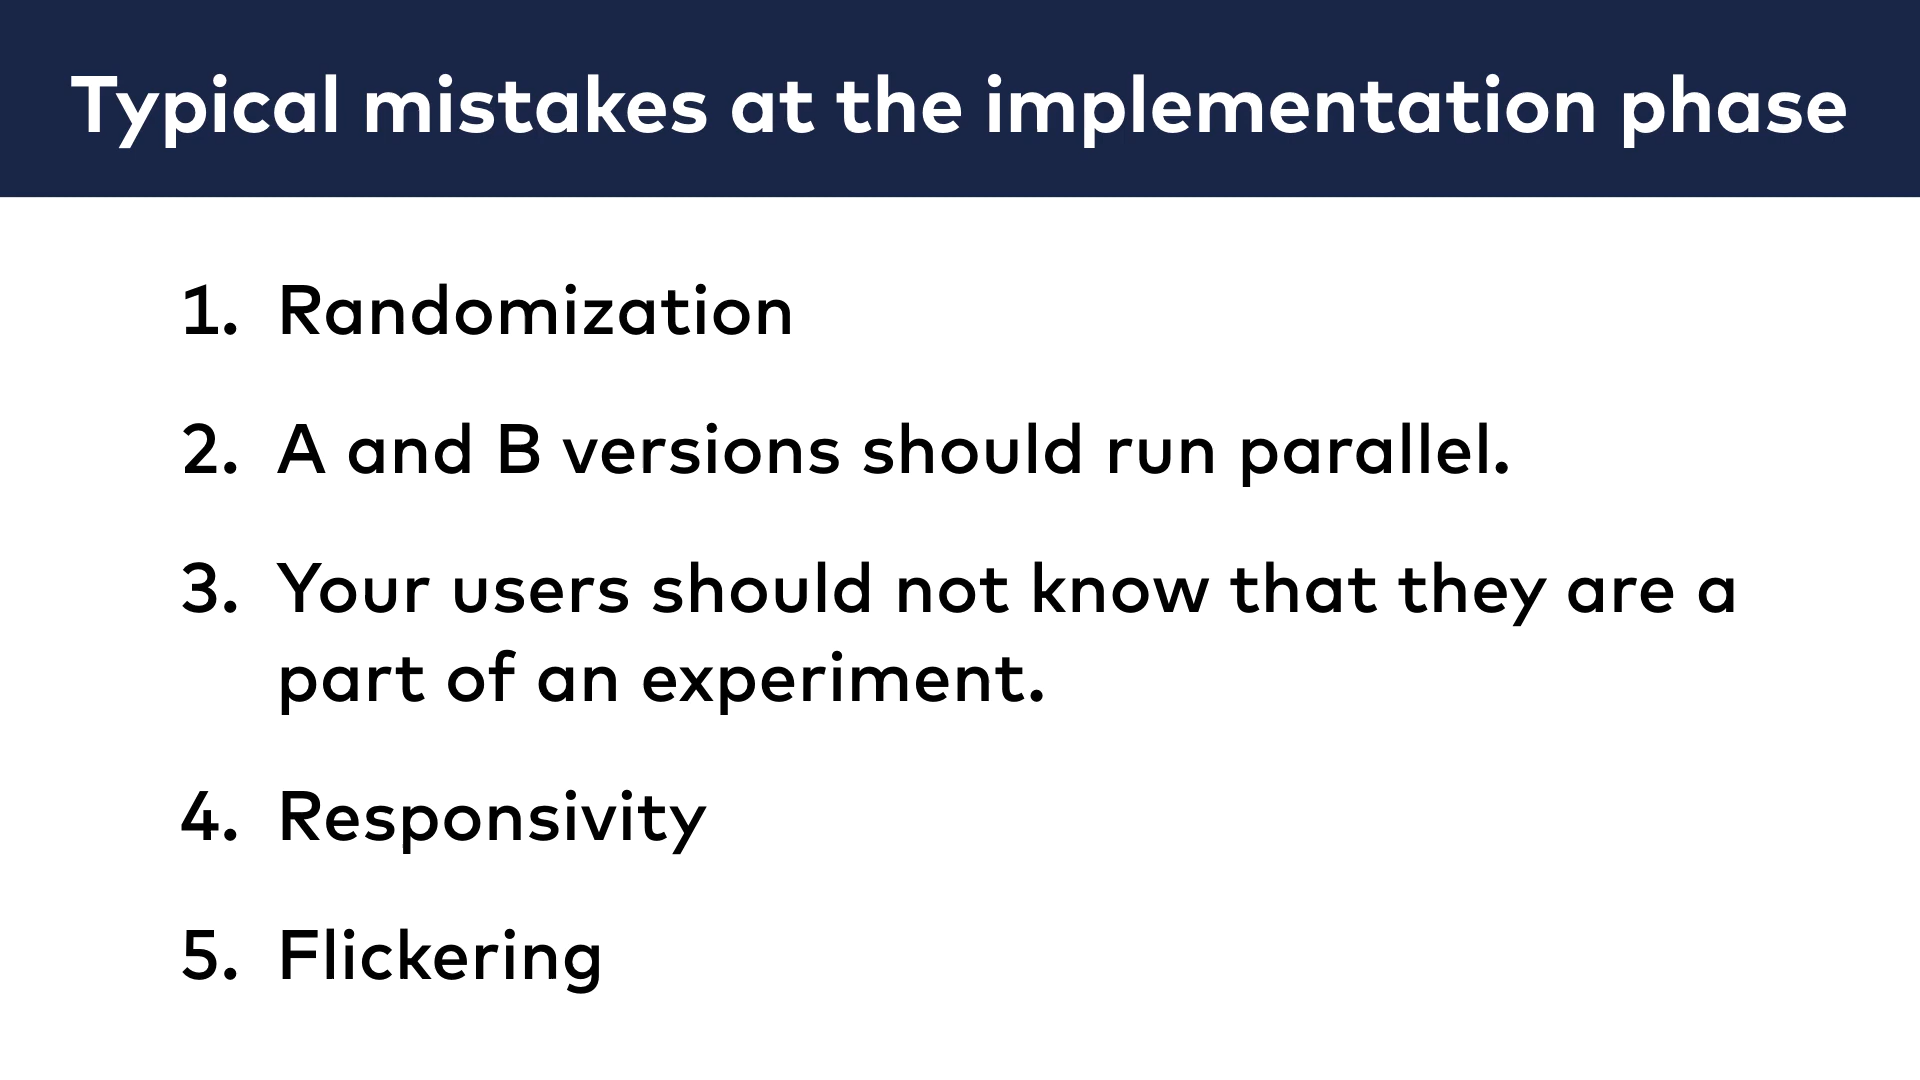 Typical mistakes at the implementation phase
1. Randomization
2. A and B versions should run parallel.
3. Your users should not know that they are a
part of an experiment.
4. Responsivity
5. Flickering